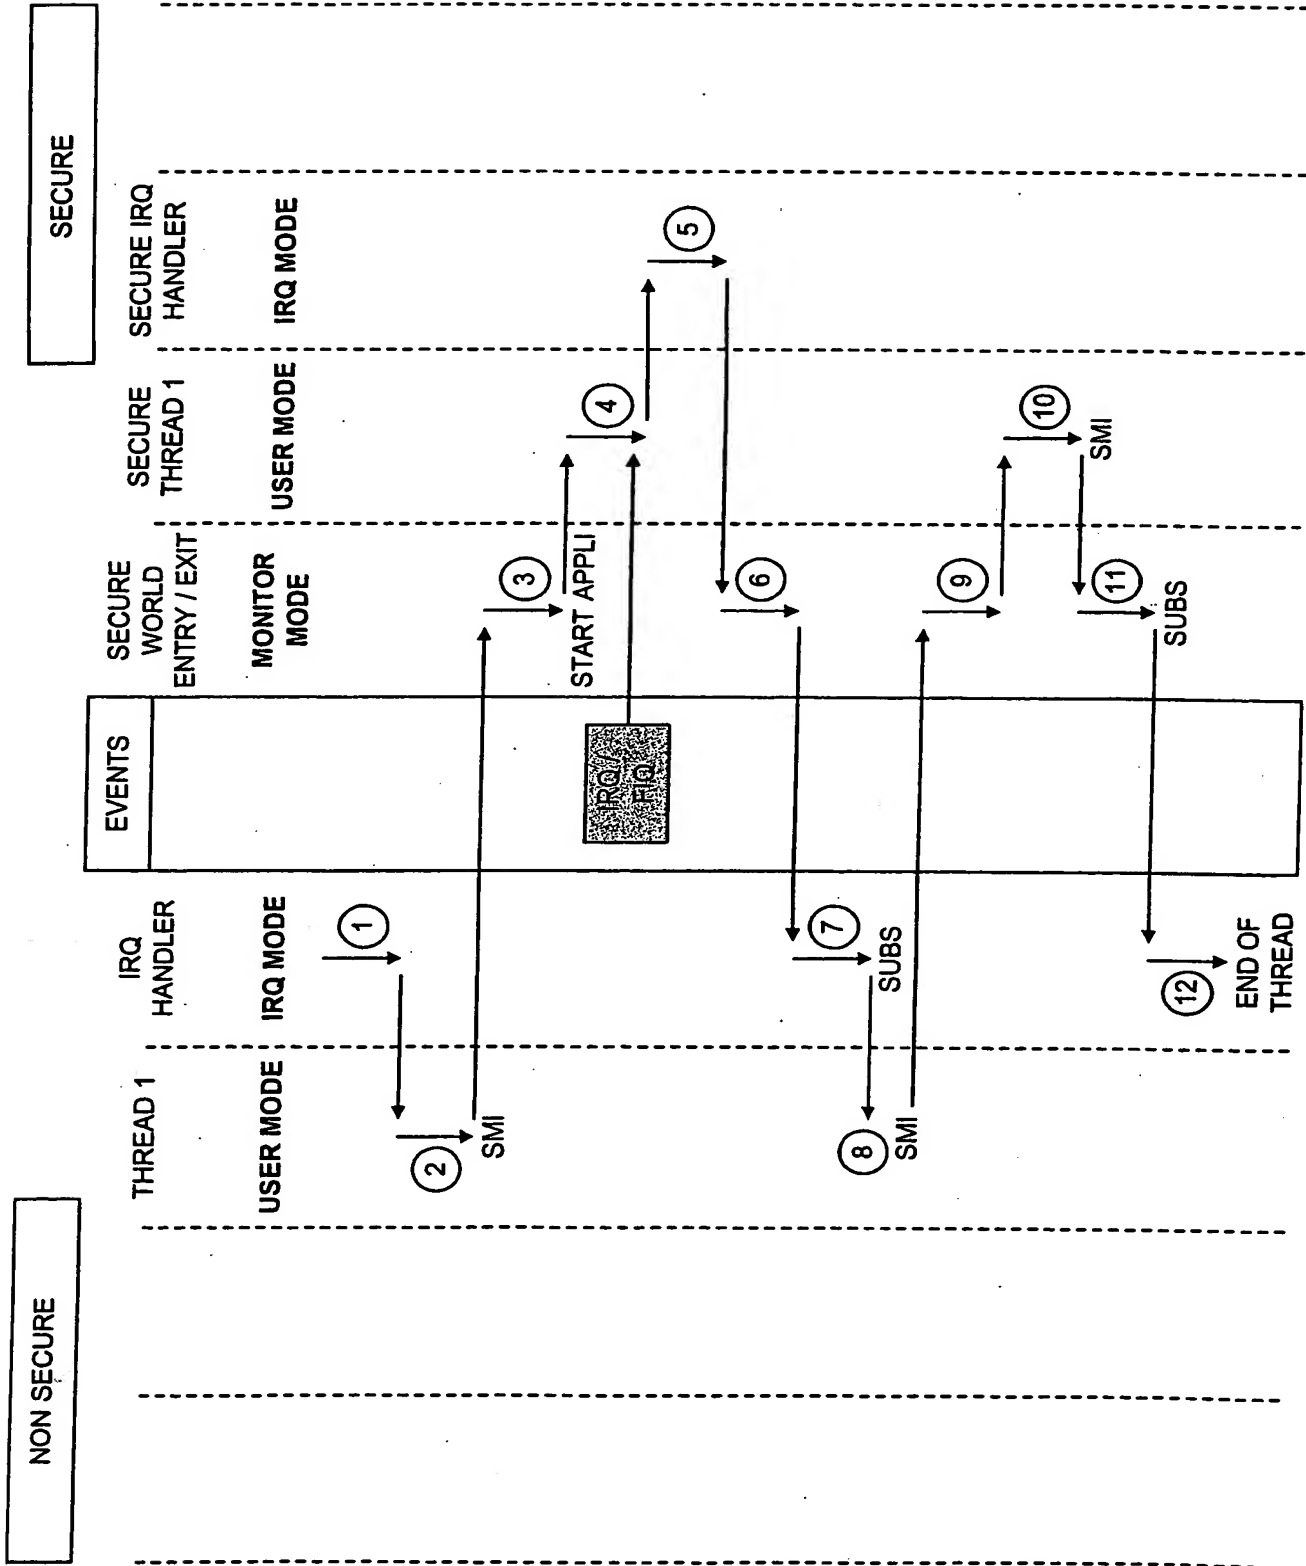 NON SECURE
SECURE
THREAD 1
USER MODE
IRQ
HANDLER
IRQ MODE
EVENTS
SECURE
WORLD
ENTRY / EXIT
MONITOR
MODE
SECURE
THREAD 1
USER MODE
SECURE IRQ
HANDLER
IRQ MODE
1
2
SMI
3
START APPLI
IRQ /
FIQ
4
5
6
7
SUBS
8
SMI
9
10
SMI
11
SUBS
12
END OF
THREAD